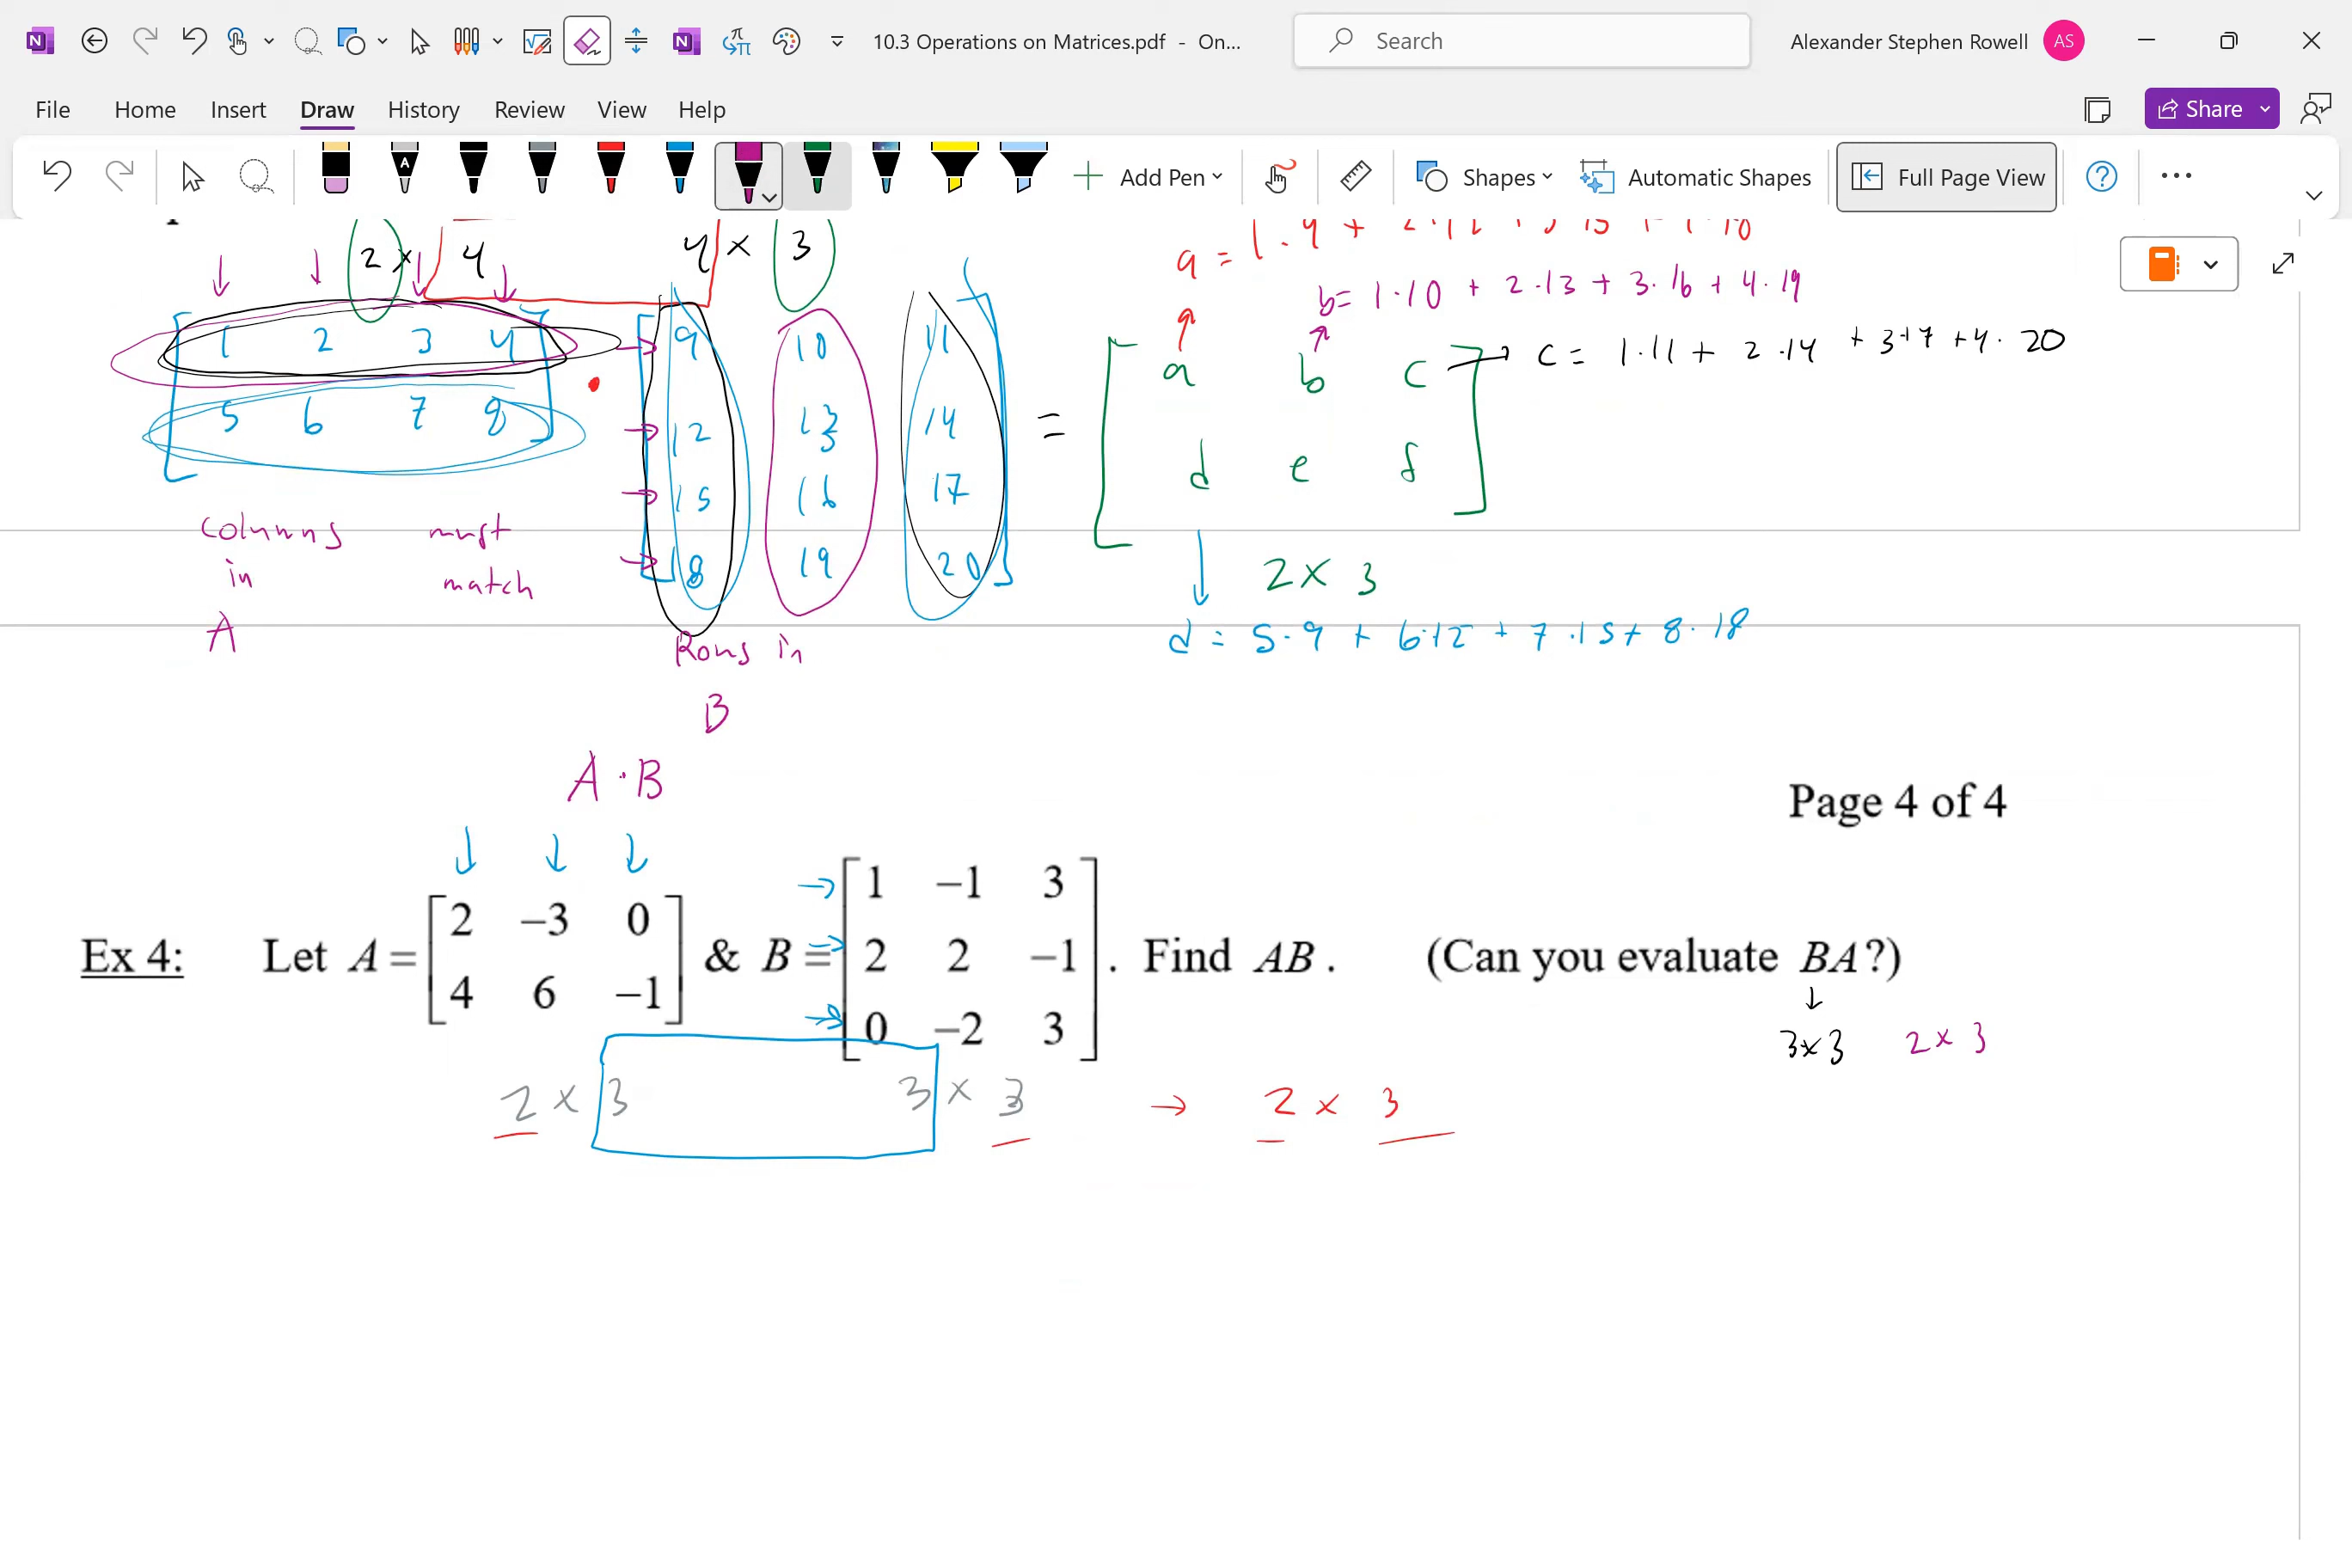 10.3 Operations on Matrices.pdf - On...
Search
Alexander Stephen Rowell AS
File Home Insert Draw History Review View Help
Share
A
Add Pen
Shapes
Automatic Shapes
Full Page View
2 x 4
4 x 3
a =
b = 1·10 + 2·13 + 3·16 + 4·19
1 2 3 4
5 6 7 8
9 10 11
12 13 14
15 16 17
18 19 20
=
a b c
d e f
c = 1·11 + 2·14 + 3·17 + 4·20
columns must
in match
A
Rows in
B
2 x 3
d = 5·9 + 6·12 + 7·15 + 8·18
A·B
Page 4 of 4
Ex 4: Let A = [2 −3 0
4 6 −1] & B = [1 −1 3
2 2 −1
0 −2 3]. Find AB. (Can you evaluate BA?)
3x3 2x3
2 x 3 3 x 3 → 2 x 3